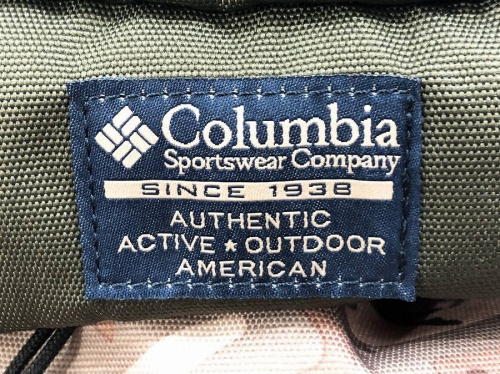 Columbia
Sportswear Company
SINCE 1938
AUTHENTIC
ACTIVE ★ OUTDOOR
AMERICAN